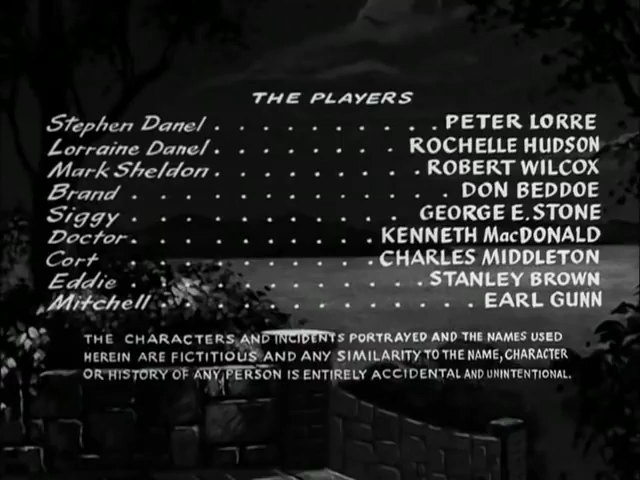 THE PLAYERS
Stephen Danel . . . . . . . . . . PETER LORRE
Lorraine Danel . . . . . . . . . ROCHELLE HUDSON
Mark Sheldon . . . . . . . . . . ROBERT WILCOX
Brand . . . . . . . . . . . . . . DON BEDDOE
Siggy . . . . . . . . . . . . . GEORGE E. STONE
Doctor . . . . . . . . . . . KENNETH MacDONALD
Cort . . . . . . . . . . . . CHARLES MIDDLETON
Eddie . . . . . . . . . . . . . STANLEY BROWN
Mitchell . . . . . . . . . . . . . . EARL GUNN
THE CHARACTERS AND INCIDENTS PORTRAYED AND THE NAMES USED
HEREIN ARE FICTITIOUS AND ANY SIMILARITY TO THE NAME, CHARACTER
OR HISTORY OF ANY PERSON IS ENTIRELY ACCIDENTAL AND UNINTENTIONAL.